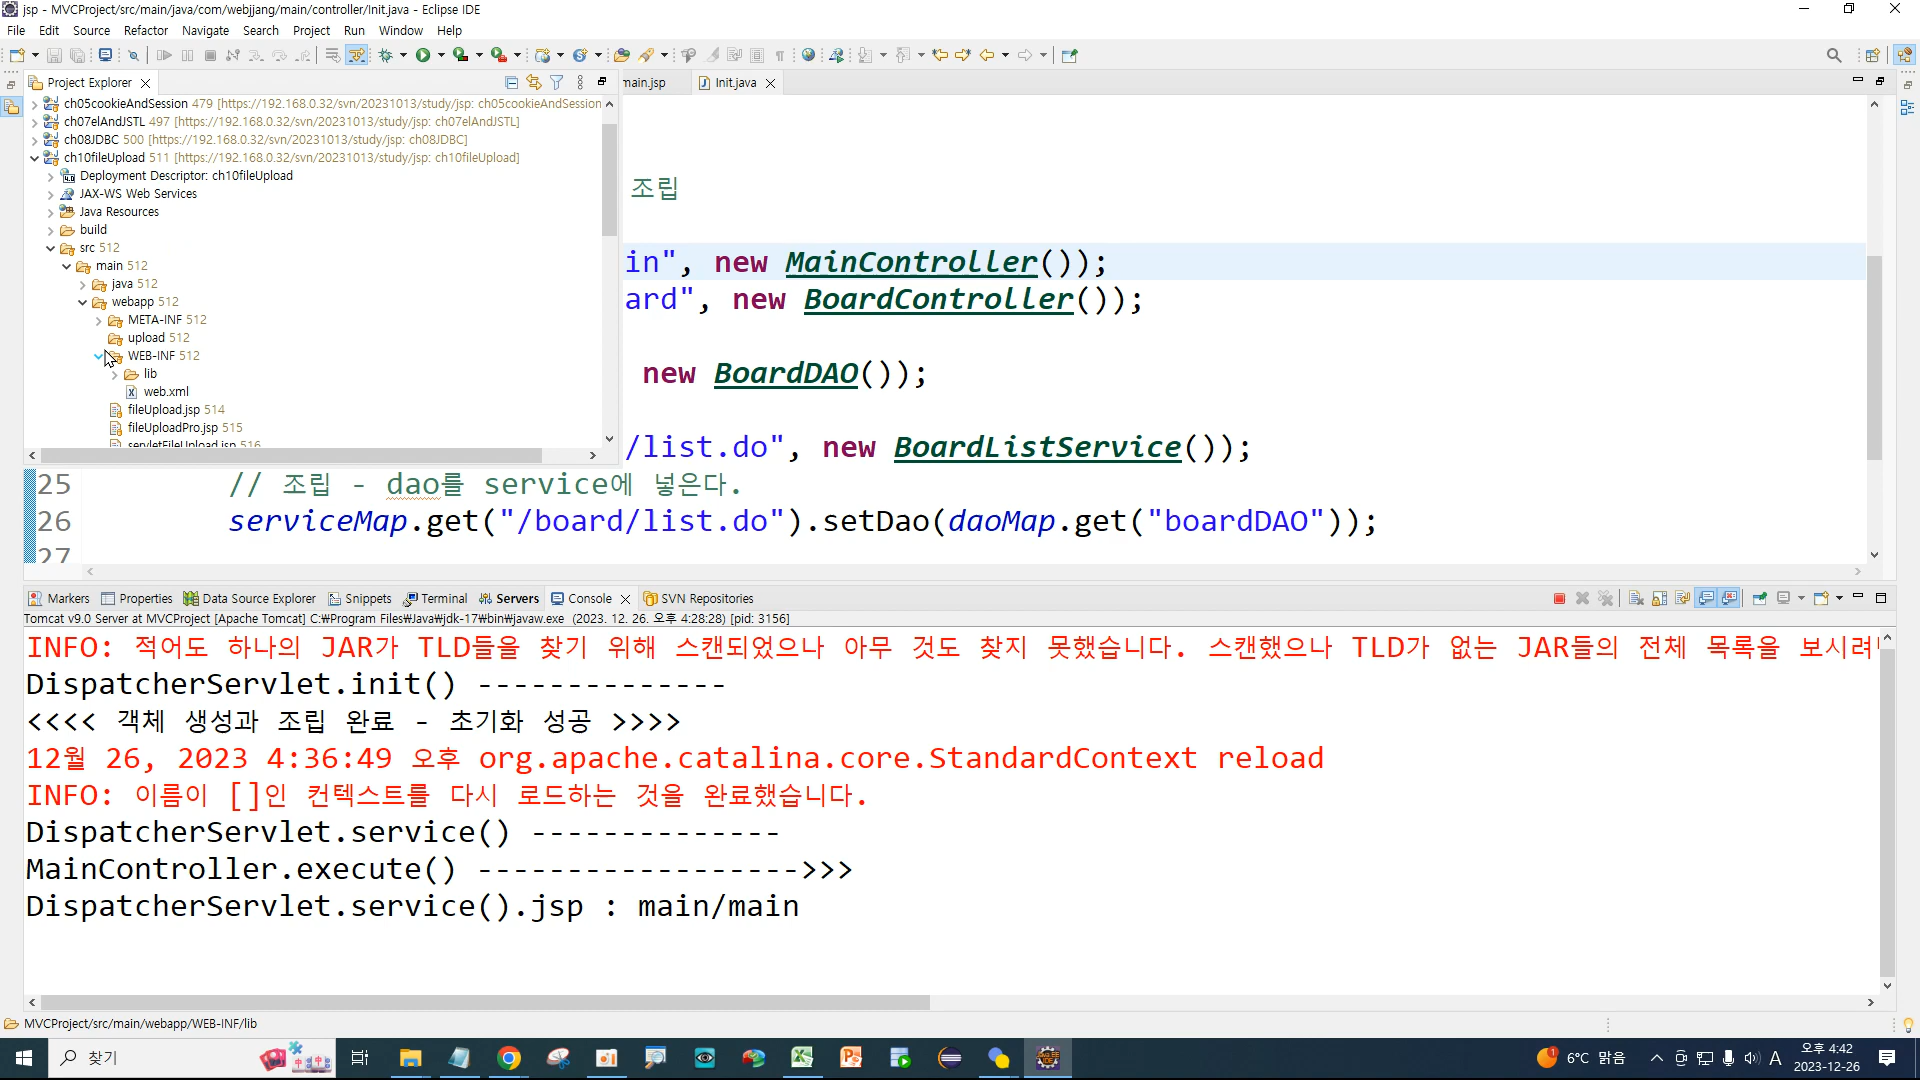 jsp - MVCProject/src/main/java/com/webjjang/main/controller/Init.java - Eclipse IDE
File Edit Source Refactor Navigate Search Project Run Window Help
Project Explorer
main.jsp Init.java
ch05cookieAndSession 479 [https://192.168.0.32/svn/20231013/study/jsp: ch05cookieAndSession
ch07elAndJSTL 497 [https://192.168.0.32/svn/20231013/study/jsp: ch07elAndJSTL]
ch08JDBC 500 [https://192.168.0.32/svn/20231013/study/jsp: ch08JDBC]
ch10fileUpload 511 [https://192.168.0.32/svn/20231013/study/jsp: ch10fileUpload]
Deployment Descriptor: ch10fileUpload
JAX-WS Web Services
Java Resources
build
src 512
main 512
java 512
webapp 512
META-INF 512
upload 512
WEB-INF 512
lib
web.xml
fileUpload.jsp 514
fileUploadPro.jsp 515
servletFileUpload.jsp 516
조립
in", new MainController());
ard", new BoardController());
new BoardDAO());
/list.do", new BoardListService());
25 // 조립 - dao를 service에 넣은다.
26 serviceMap.get("/board/list.do").setDao(daoMap.get("boardDAO"));
27
Markers Properties Data Source Explorer Snippets Terminal Servers Console SVN Repositories
Tomcat v9.0 Server at MVCProject [Apache Tomcat] C:₩Program Files₩Java₩jdk-17₩bin₩javaw.exe (2023. 12. 26. 오후 4:28:28) [pid: 3156]
INFO: 적어도 하나의 JAR가 TLD들을 찾기 위해 스캔되었으나 아무 것도 찾지 못했습니다. 스캔했으나 TLD가 없는 JAR들의 전체 목록을 보시려
DispatcherServlet.init() --------------
<<<< 객체 생성과 조립 완료 - 초기화 성공 >>>>
12월 26, 2023 4:36:49 오후 org.apache.catalina.core.StandardContext reload
INFO: 이름이 []인 컨텍스트를 다시 로드하는 것을 완료했습니다.
DispatcherServlet.service() --------------
MainController.execute() ------------------>>>
DispatcherServlet.service().jsp : main/main
MVCProject/src/main/webapp/WEB-INF/lib
찾기
6°C 맑음
A
오후 4:42
2023-12-26